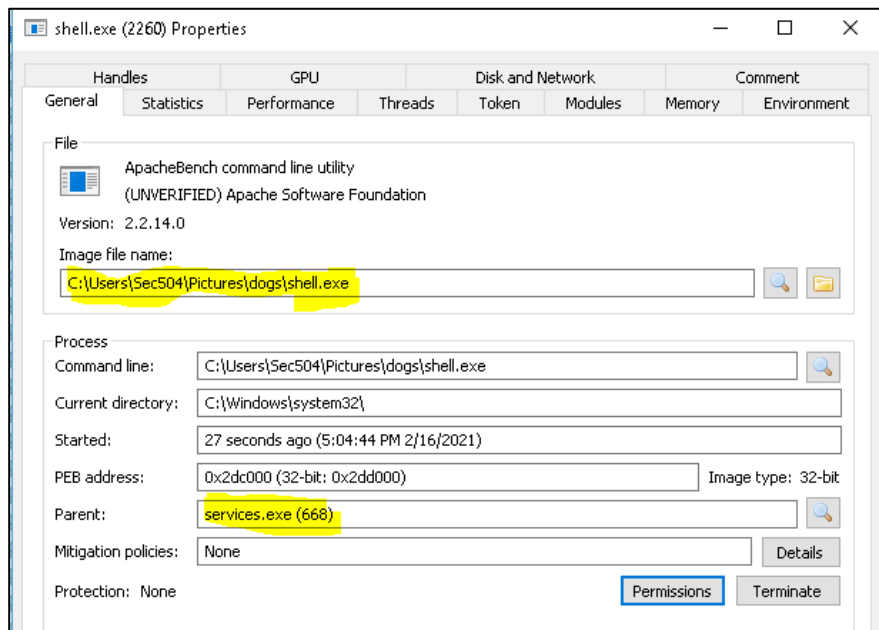 shell.exe (2260) Properties
Handles GPU Disk and Network Comment
General Statistics Performance Threads Token Modules Memory Environment
File
ApacheBench command line utility
(UNVERIFIED) Apache Software Foundation
Version: 2.2.14.0
Image file name:
C:\Users\Sec504\Pictures\dogs\shell.exe
Process
Command line: C:\Users\Sec504\Pictures\dogs\shell.exe
Current directory: C:\Windows\system32\
Started: 27 seconds ago (5:04:44 PM 2/16/2021)
PEB address: 0x2dc000 (32-bit: 0x2dd000) Image type: 32-bit
Parent: services.exe (668)
Mitigation policies: None Details
Protection: None Permissions Terminate